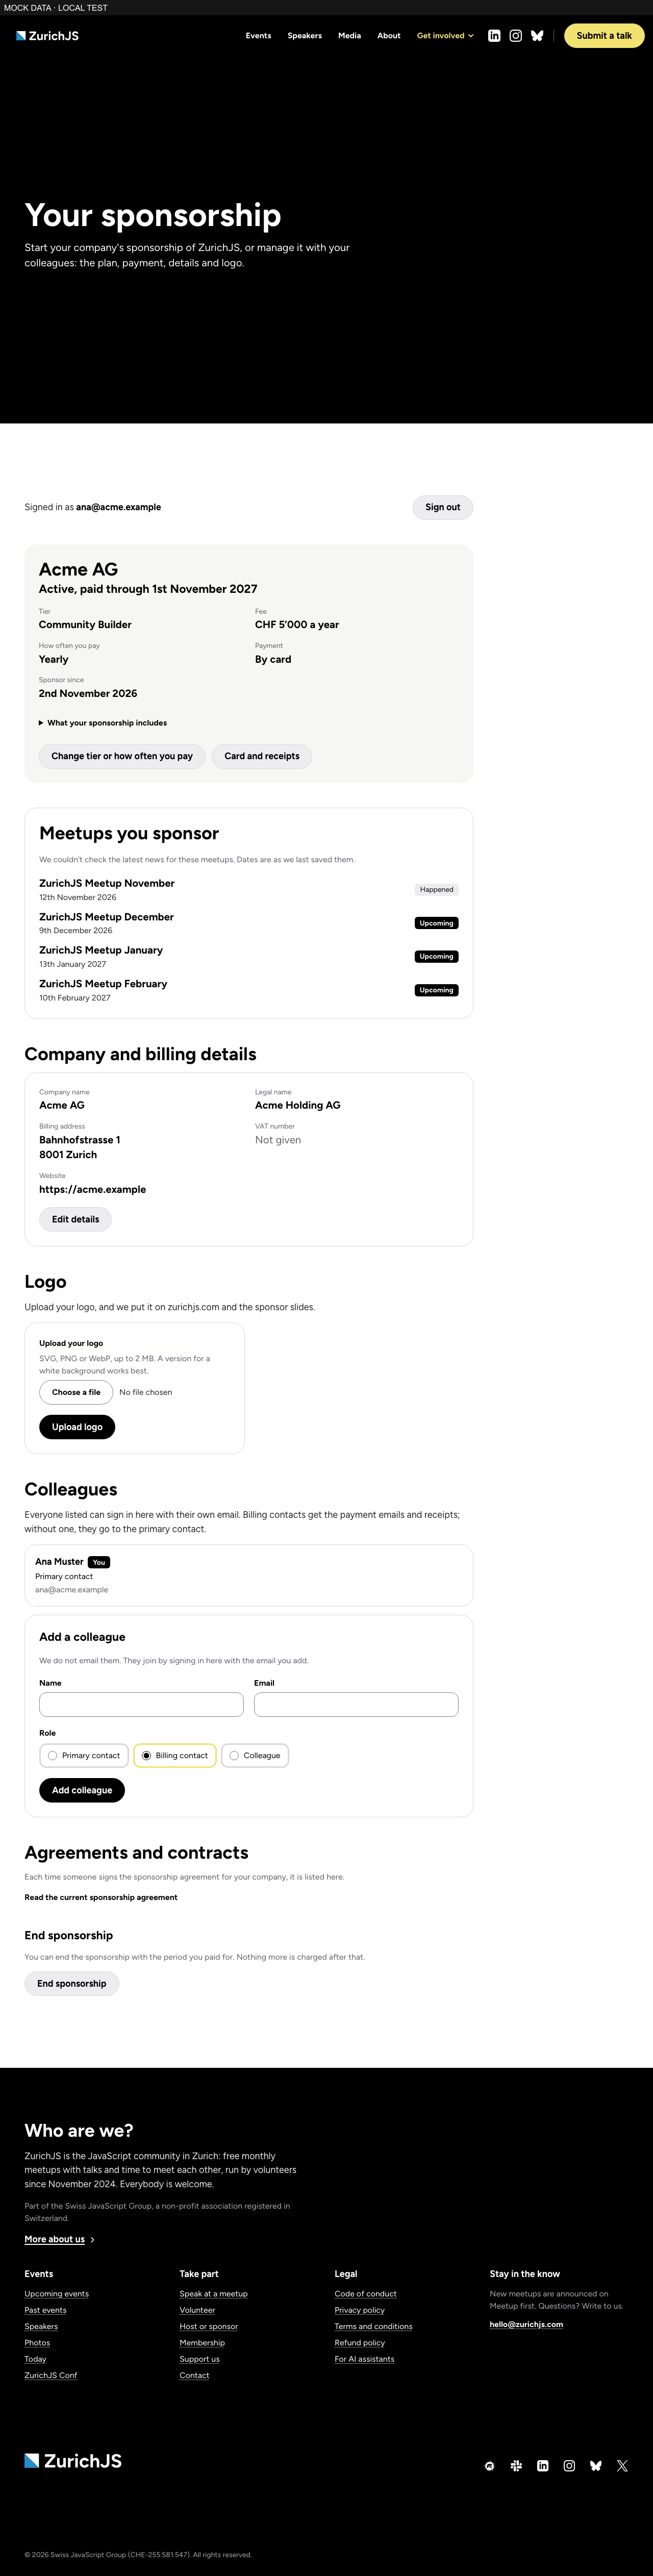 MOCK DATA · LOCAL TEST
ZurichJS
Events
Speakers
Media
About
Get involved
Submit a talk
Your sponsorship
Start your company's sponsorship of ZurichJS, or manage it with your
colleagues: the plan, payment, details and logo.
Signed in as ana@acme.example
Sign out
Acme AG
Active, paid through 1st November 2027
Tier
Community Builder
Fee
CHF 5’000 a year
How often you pay
Yearly
Payment
By card
Sponsor since
2nd November 2026
What your sponsorship includes
Change tier or how often you pay
Card and receipts
Meetups you sponsor
We couldn't check the latest news for these meetups. Dates are as we last saved them.
ZurichJS Meetup November
12th November 2026
Happened
ZurichJS Meetup December
9th December 2026
Upcoming
ZurichJS Meetup January
13th January 2027
Upcoming
ZurichJS Meetup February
10th February 2027
Upcoming
Company and billing details
Company name
Acme AG
Legal name
Acme Holding AG
Billing address
Bahnhofstrasse 1
8001 Zurich
VAT number
Not given
Website
https://acme.example
Edit details
Logo
Upload your logo, and we put it on zurichjs.com and the sponsor slides.
Upload your logo
SVG, PNG or WebP, up to 2 MB. A version for a
white background works best.
Choose a file
No file chosen
Upload logo
Colleagues
Everyone listed can sign in here with their own email. Billing contacts get the payment emails and receipts;
without one, they go to the primary contact.
Ana Muster
You
Primary contact
ana@acme.example
Add a colleague
We do not email them. They join by signing in here with the email you add.
Name
Email
Role
Primary contact
Billing contact
Colleague
Add colleague
Agreements and contracts
Each time someone signs the sponsorship agreement for your company, it is listed here.
Read the current sponsorship agreement
End sponsorship
You can end the sponsorship with the period you paid for. Nothing more is charged after that.
End sponsorship
Who are we?
ZurichJS is the JavaScript community in Zurich: free monthly
meetups with talks and time to meet each other, run by volunteers
since November 2024. Everybody is welcome.
Part of the Swiss JavaScript Group, a non-profit association registered in
Switzerland.
More about us
Events
Upcoming events
Past events
Speakers
Photos
Today
ZurichJS Conf
Take part
Speak at a meetup
Volunteer
Host or sponsor
Membership
Support us
Contact
Legal
Code of conduct
Privacy policy
Terms and conditions
Refund policy
For AI assistants
Stay in the know
New meetups are announced on
Meetup first. Questions? Write to us.
hello@zurichjs.com
ZurichJS
© 2026 Swiss JavaScript Group (CHE-255.581.547). All rights reserved.